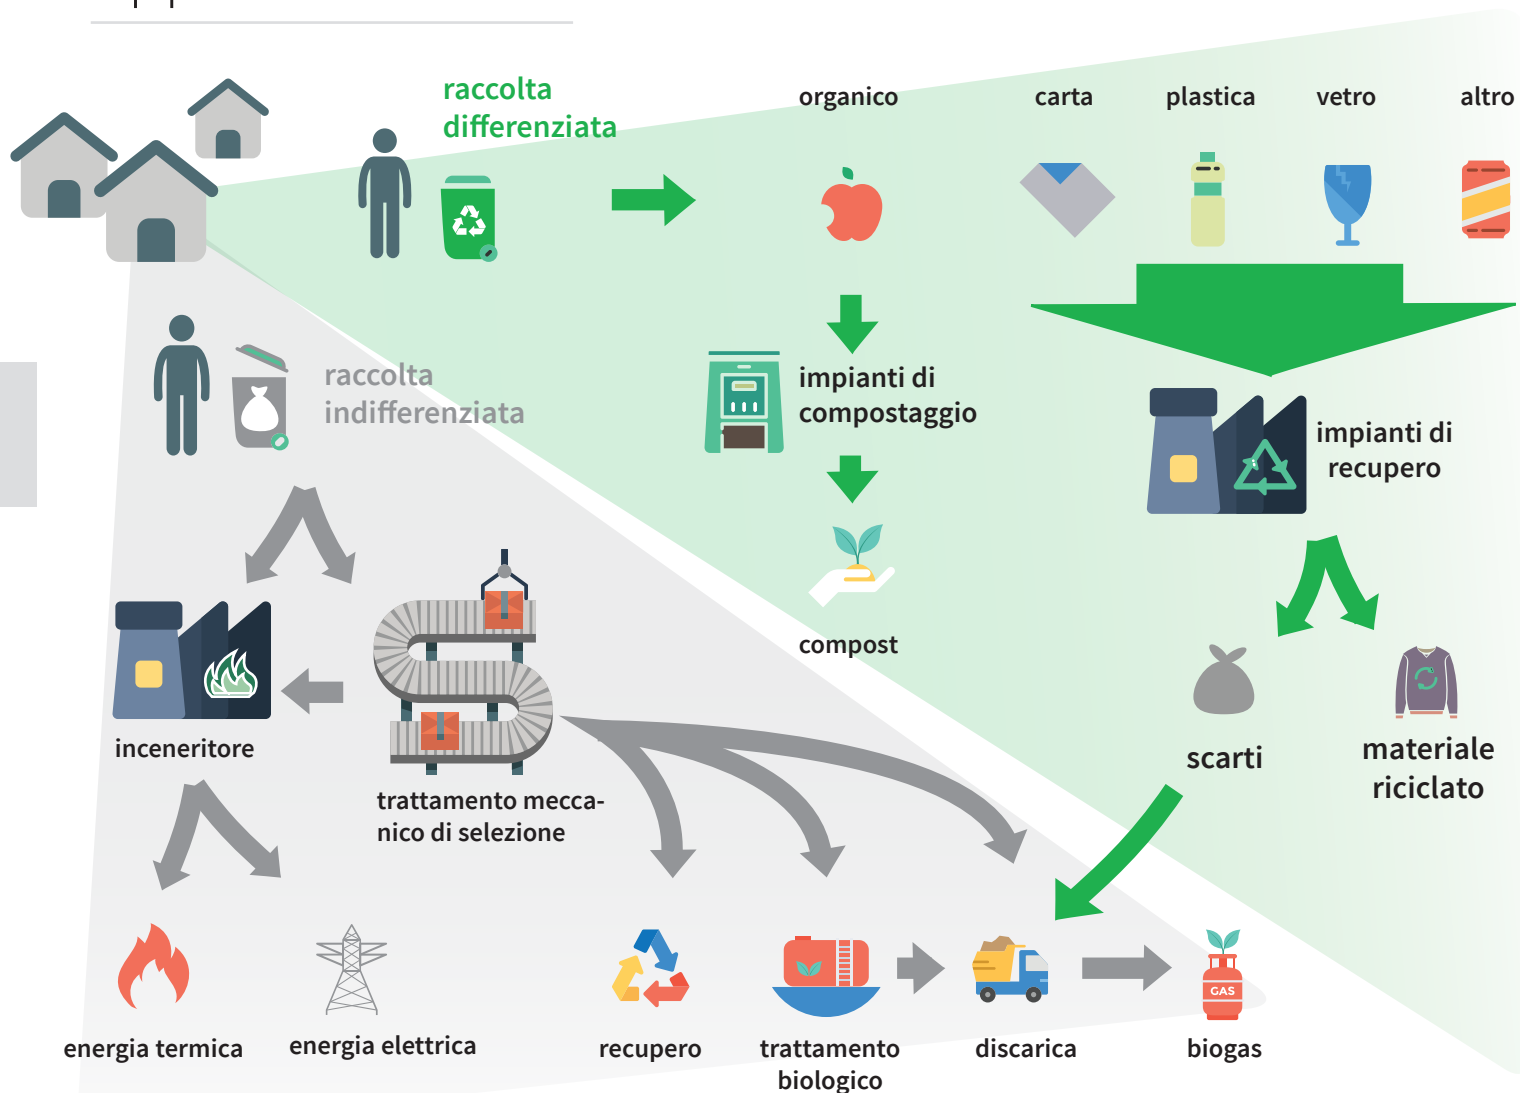 raccolta
differenziata
organico
carta
plastica
vetro
altro
raccolta
indifferenziata
impianti di
compostaggio
impianti di
recupero
compost
inceneritore
trattamento mecca-
nico di selezione
scarti
materiale
riciclato
GAS
energia termica
energia elettrica
recupero
trattamento
biologico
discarica
biogas